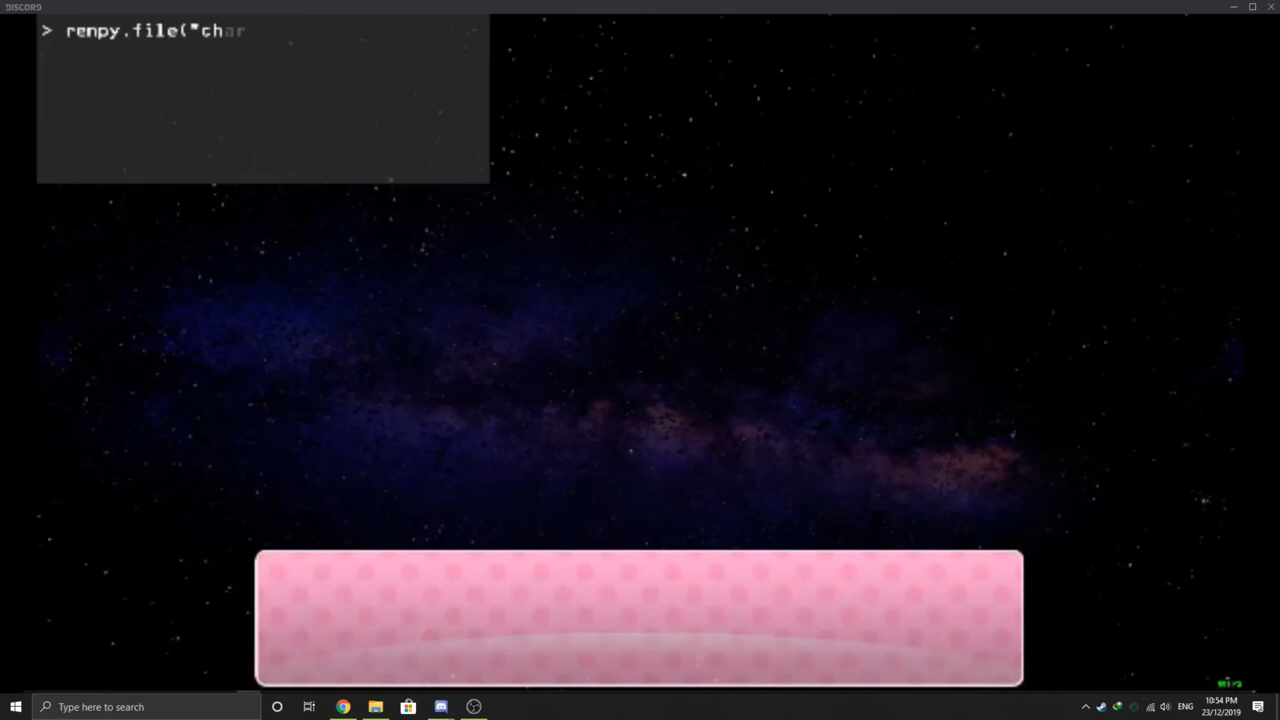 DISCORD
> renpy.file("char
Type here to search
ENG
10:54 PM
23/12/2019